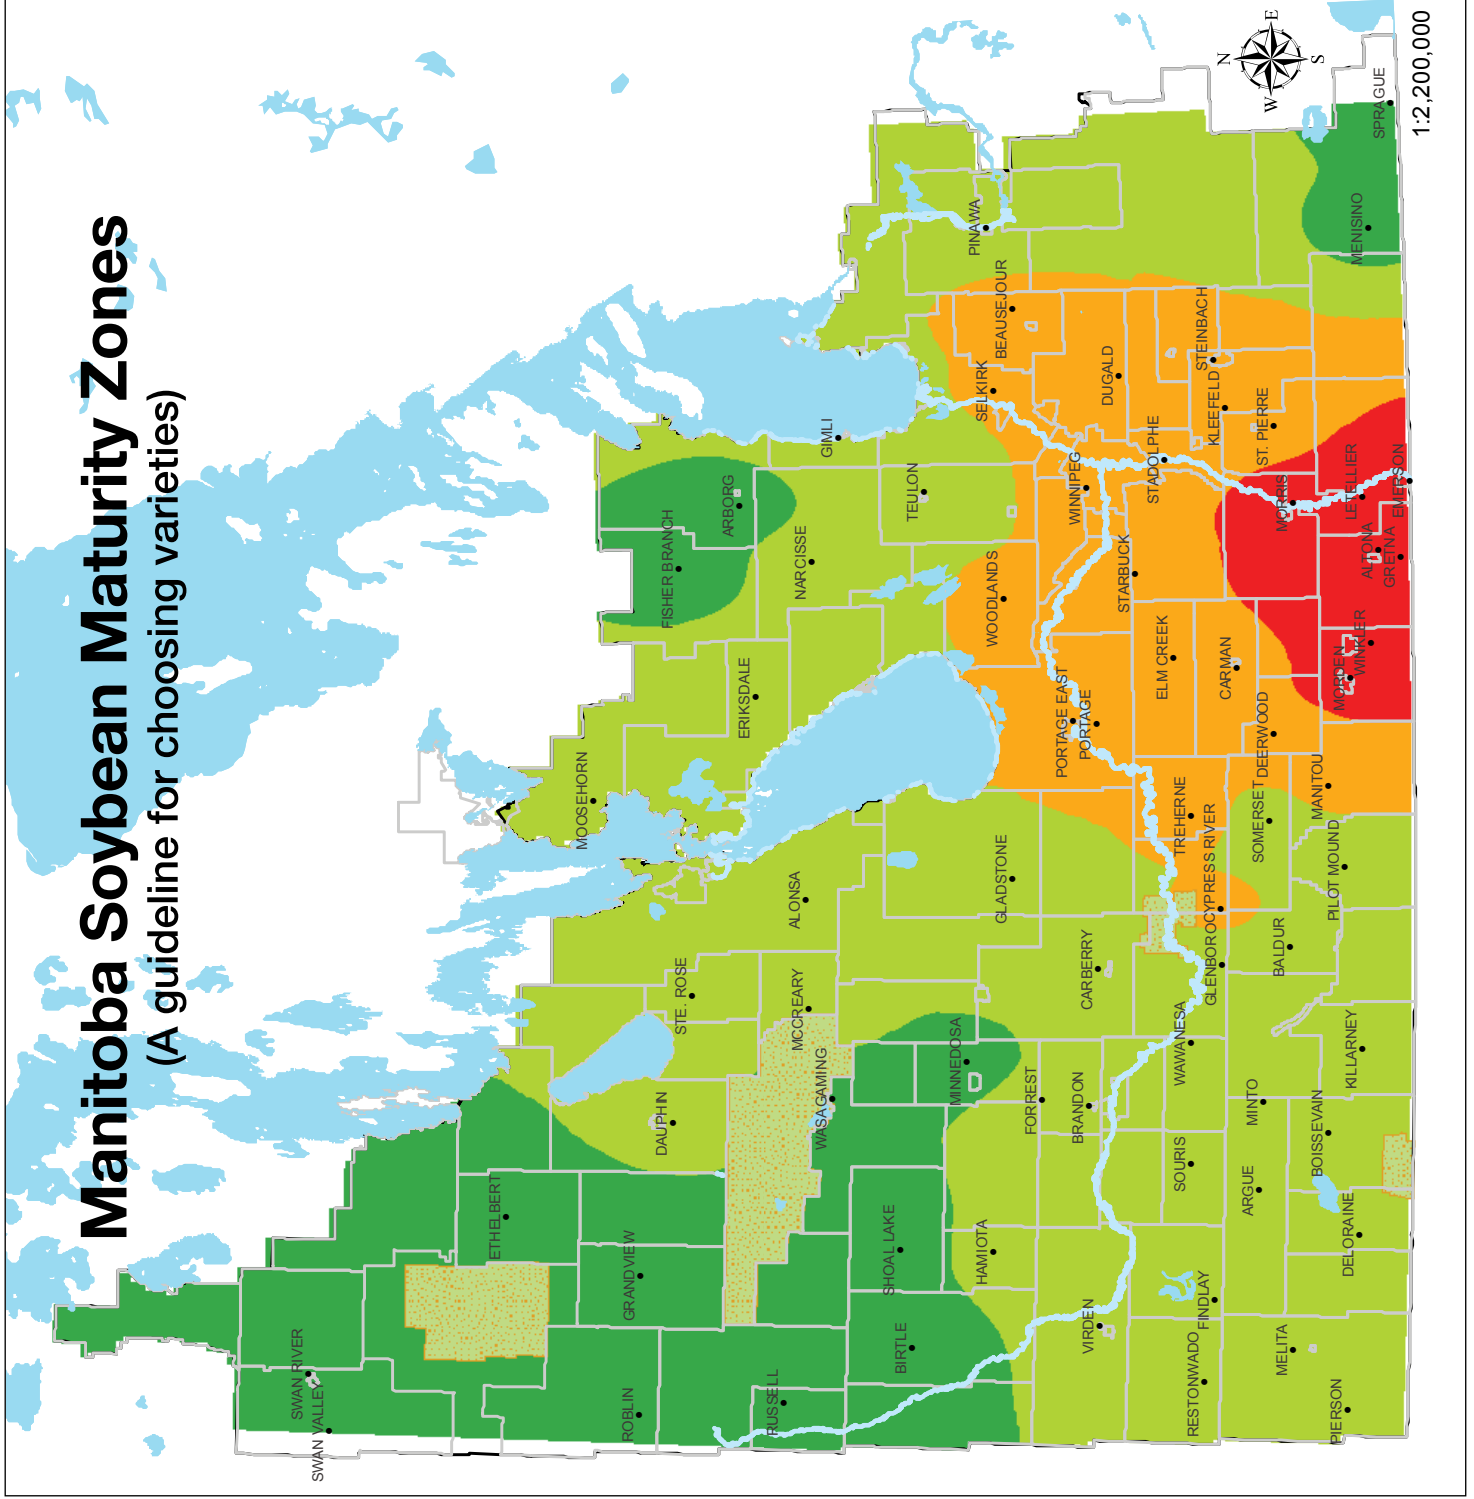 Manitoba Soybean Maturity Zones
(A guideline for choosing varieties)
SWAN RIVER
SWAN VALLEY
ETHELBERT
MOOSEHORN
ROBLIN
GRANDVIEW
DAUPHIN
FISHER BRANCH
STE. ROSE
ARBORG
ERIKSDALE
RUSSELL
ALONSA
MCCREARY
NARCISSE
WASAGAMING
GIMLI
SHOAL LAKE
BIRTLE
TEULON
MINNEDOSA
PINAWA
HAMIOTA
SELKIRK
WOODLANDS
GLADSTONE
BEAUSEJOUR
FORREST
PORTAGE EAST
WINNIPEG
BRANDON
PORTAGE
CARBERRY
VIRDEN
DUGALD
STARBUCK
STADOLPHE
ELM CREEK
SOURIS
WAWANESA
TREHERNE
RESTONWADO
STEINBACH
FINDLAY
GLENBORO
CYPRESS RIVER
KLEEFELD
CARMAN
ARGUE
MINTO
SOMERSET
DEERWOOD
ST. PIERRE
BALDUR
MELITA
MORRIS
BOISSEVAIN
MANITOU
PILOT MOUND
PIERSON
MORDEN
DELORAINE
KILLARNEY
LETELLIER
MENISINO
WINKLER
ALTONA
SPRAGUE
GRETNA
EMERSON
N
W
E
S
1:2,200,000